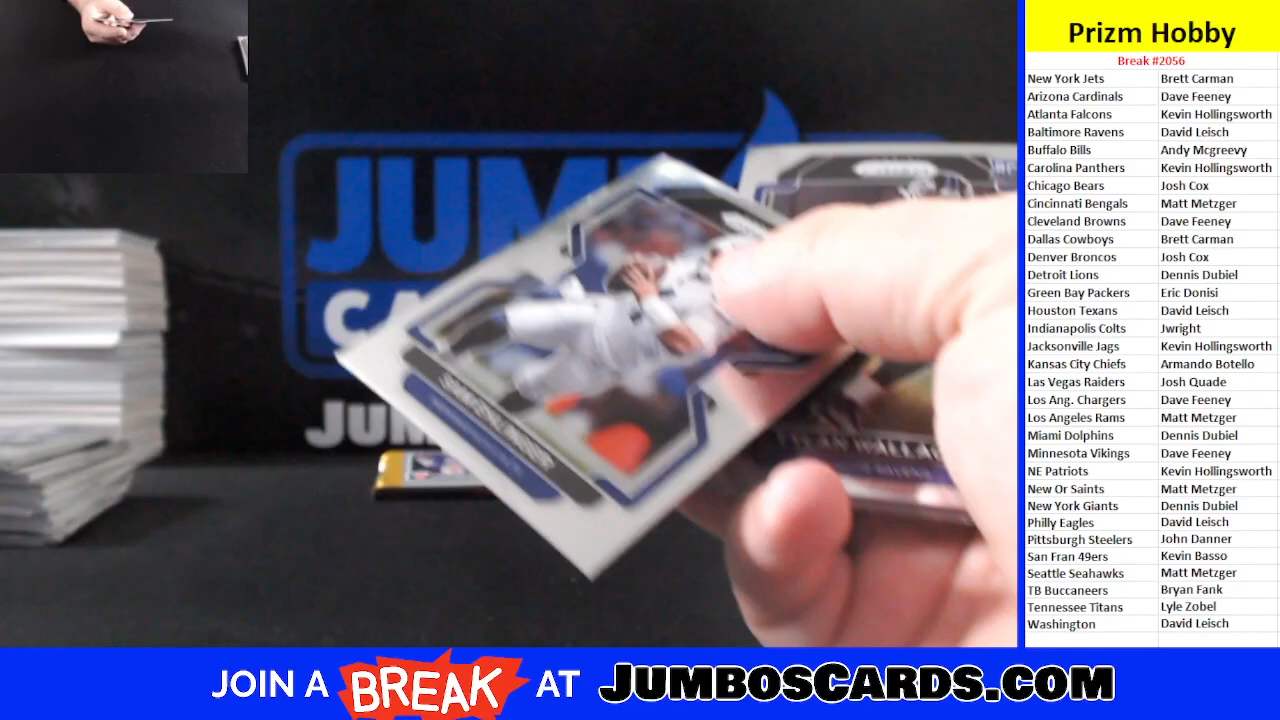 Prizm Hobby
Break #2056
New York Jets Brett Carman
Arizona Cardinals Dave Feeney
Atlanta Falcons Kevin Hollingsworth
Baltimore Ravens David Leisch
Buffalo Bills Andy Mcgreevy
Carolina Panthers Kevin Hollingsworth
Chicago Bears Josh Cox
Cincinnati Bengals Matt Metzger
Cleveland Browns Dave Feeney
Dallas Cowboys Brett Carman
Denver Broncos Josh Cox
Detroit Lions Dennis Dubiel
Green Bay Packers Eric Donisi
Houston Texans David Leisch
Indianapolis Colts Jwright
Jacksonville Jags Kevin Hollingsworth
Kansas City Chiefs Armando Botello
Las Vegas Raiders Josh Quade
Los Ang. Chargers Dave Feeney
Los Angeles Rams Matt Metzger
Miami Dolphins Dennis Dubiel
Minnesota Vikings Dave Feeney
NE Patriots Kevin Hollingsworth
New Or Saints Matt Metzger
New York Giants Dennis Dubiel
Philly Eagles David Leisch
Pittsburgh Steelers John Danner
San Fran 49ers Kevin Basso
Seattle Seahawks Matt Metzger
TB Buccaneers Bryan Fank
Tennessee Titans Lyle Zobel
Washington David Leisch
JOIN A BREAK AT JUMBOSCARDS.COM